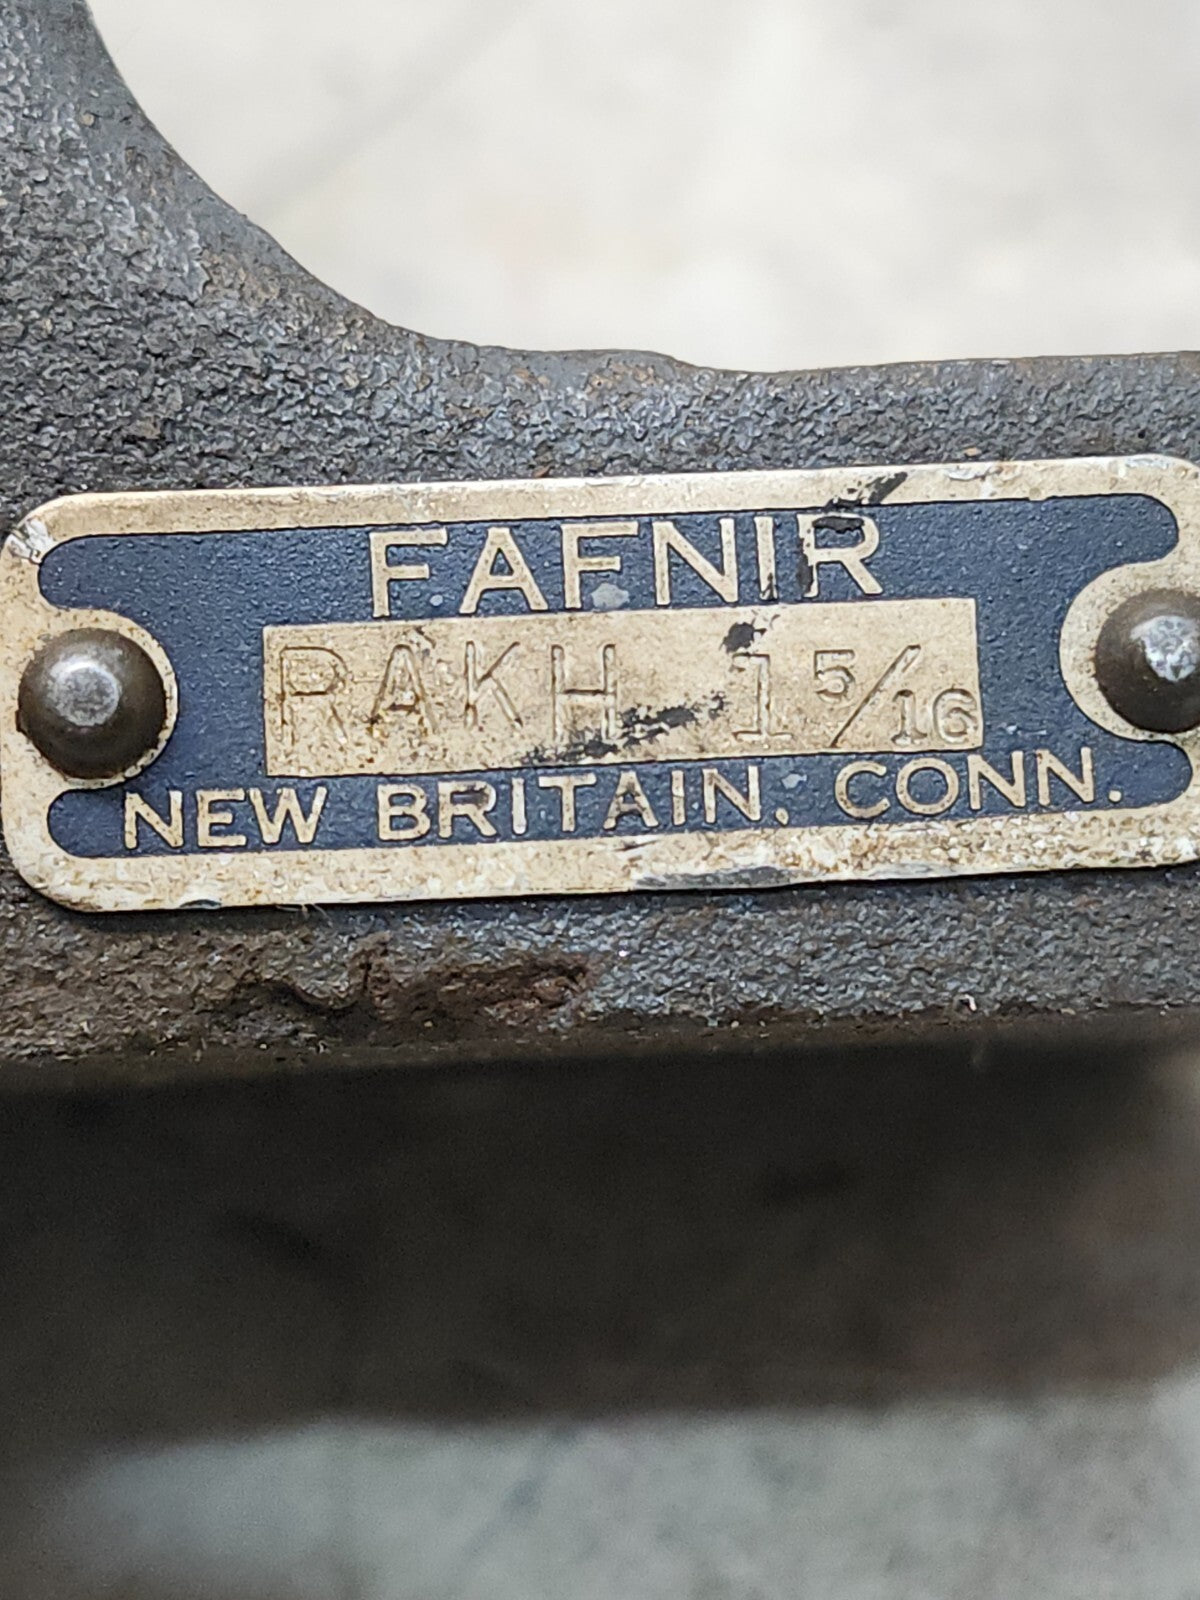 FAFNIR
RAKH 1 5/16
NEW BRITAIN, CONN.